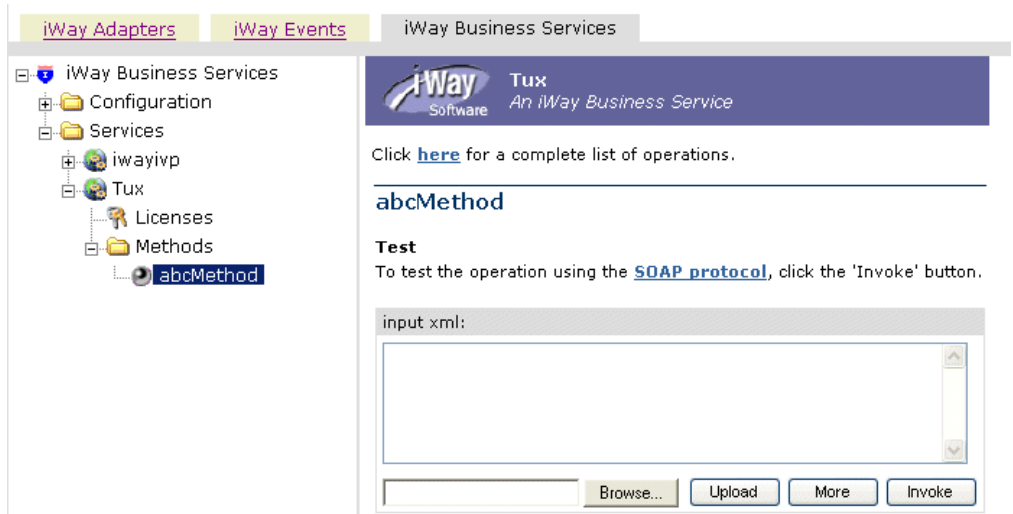 iWay Adapters iWay Events iWay Business Services
iWay Business Services
Configuration
Services
iwayivp
Tux
Licenses
Methods
abcMethod
iWay
Software
Tux
An iWay Business Service
Click here for a complete list of operations.
abcMethod
Test
To test the operation using the SOAP protocol, click the 'Invoke' button.
input xml:
Browse... Upload More Invoke